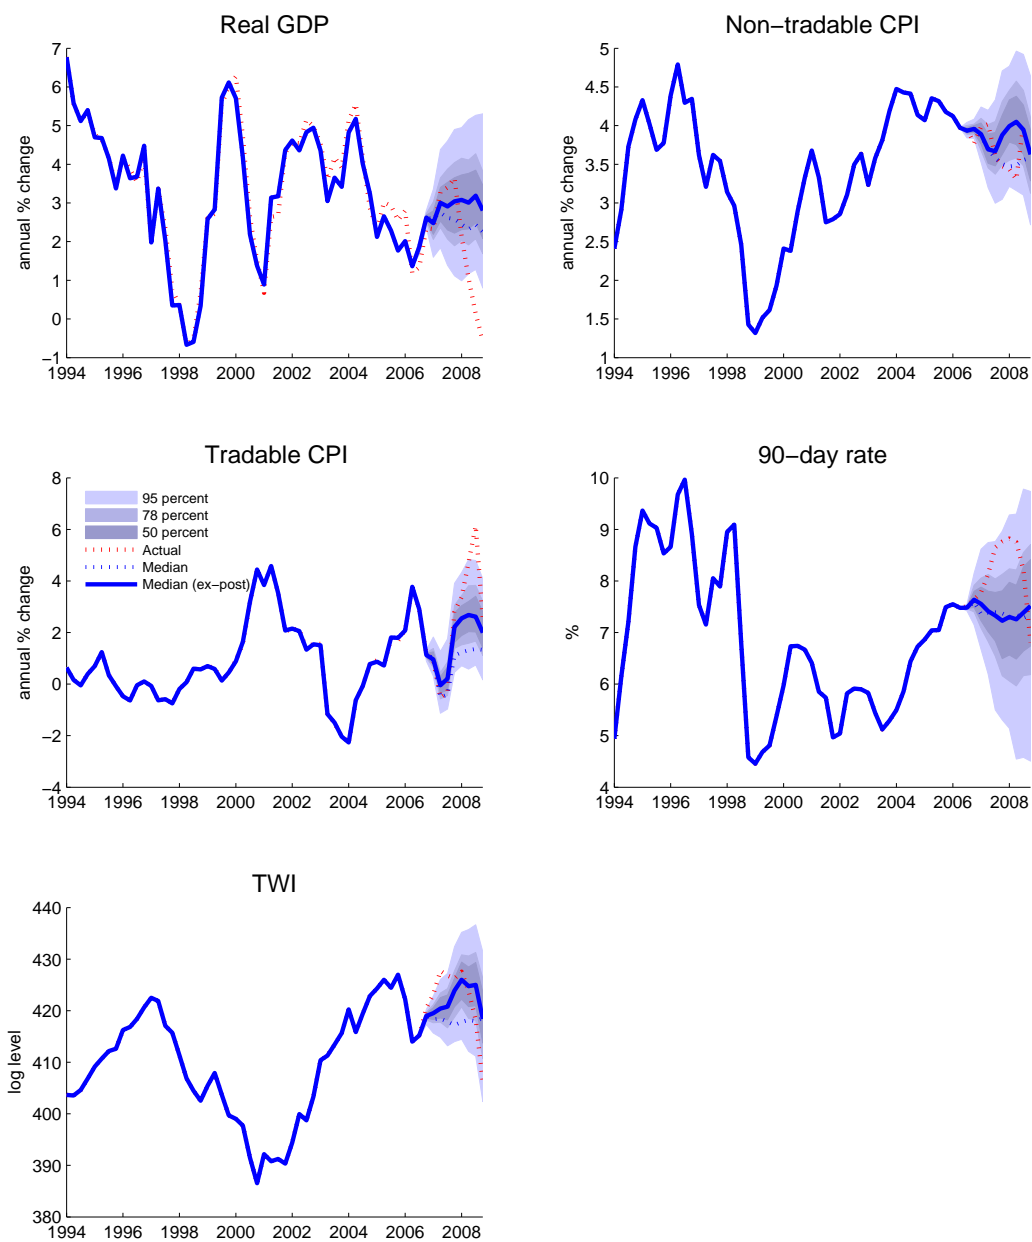 Real GDP
annual % change
7
6
5
4
3
2
1
0
−1
1994 1996 1998 2000 2002 2004 2006 2008
Non−tradable CPI
annual % change
5
4.5
4
3.5
3
2.5
2
1.5
1
1994 1996 1998 2000 2002 2004 2006 2008
Tradable CPI
annual % change
8
6
4
2
0
−2
−4
95 percent
78 percent
50 percent
Actual
Median
Median (ex−post)
1994 1996 1998 2000 2002 2004 2006 2008
90−day rate
%
10
9
8
7
6
5
4
1994 1996 1998 2000 2002 2004 2006 2008
TWI
log level
440
430
420
410
400
390
380
1994 1996 1998 2000 2002 2004 2006 2008